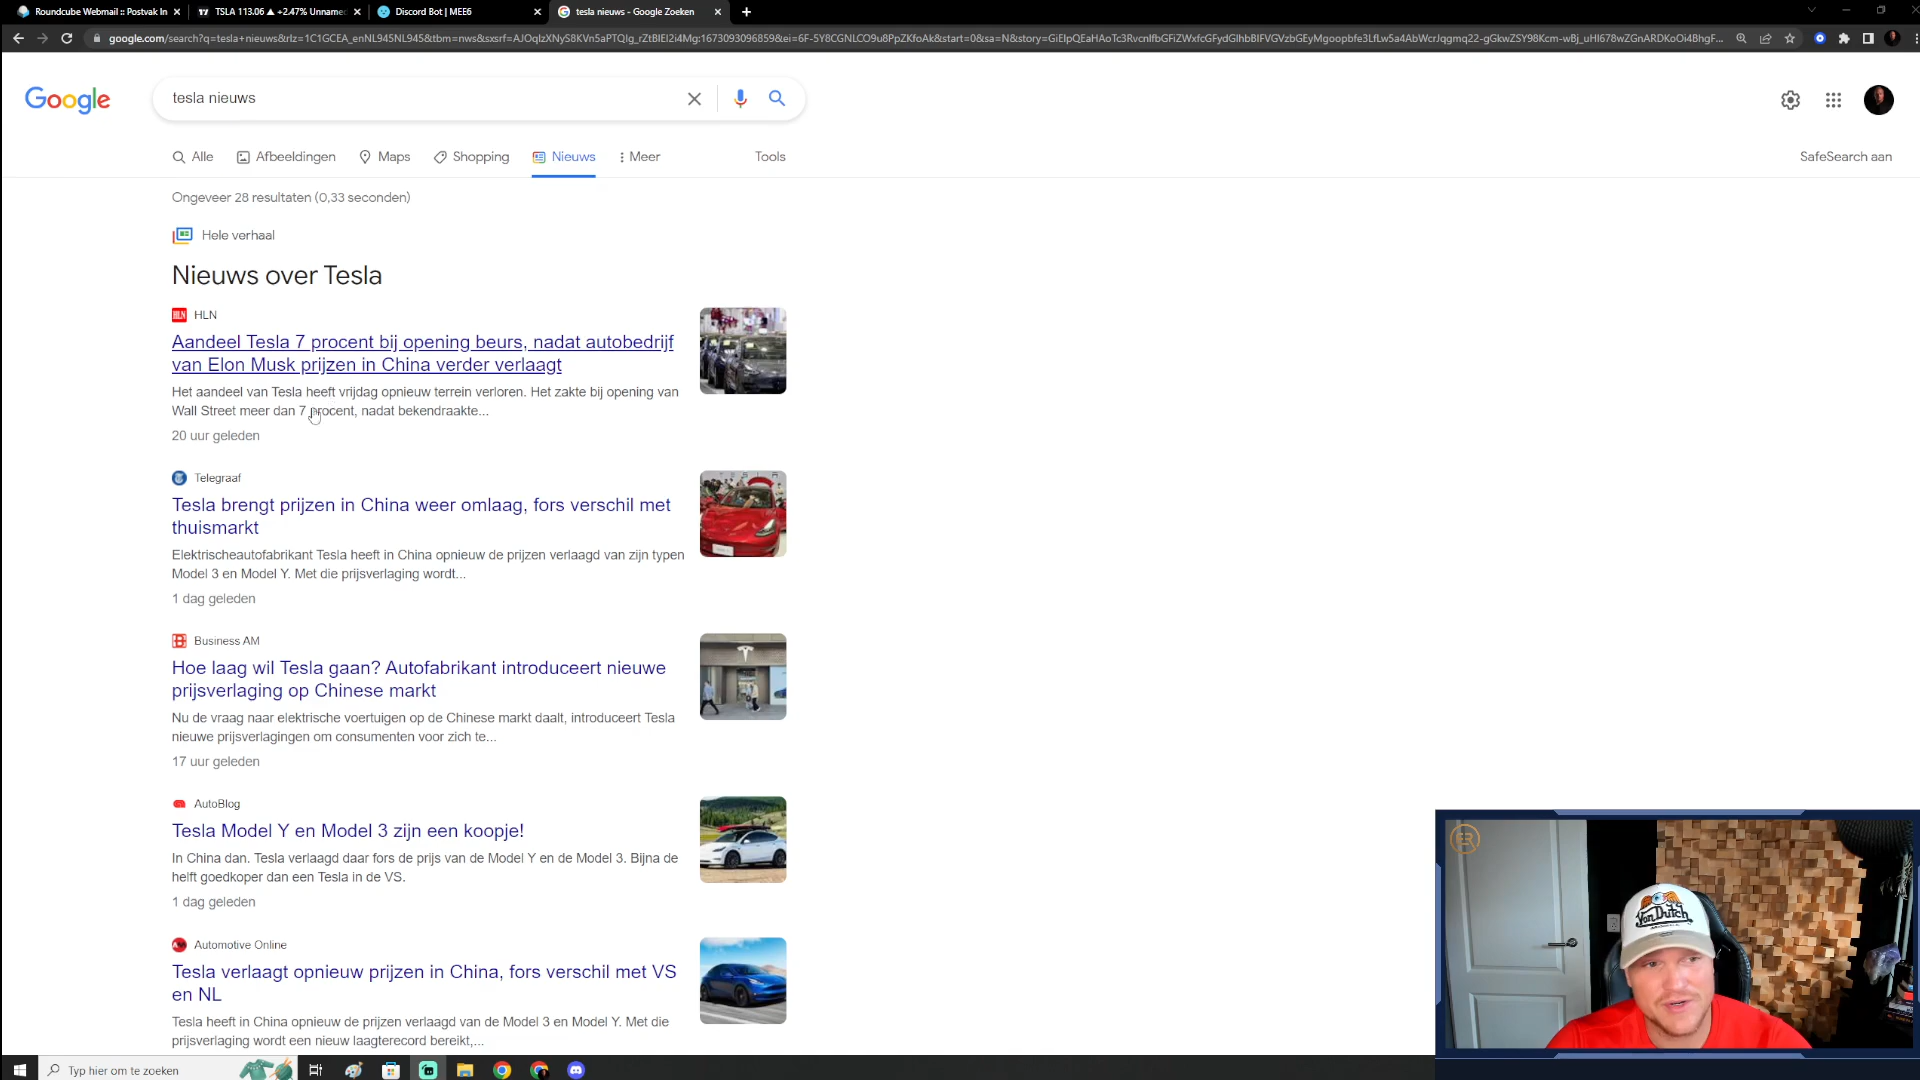 Roundcube Webmail :: Postvak In
TSLA 113.06 ▲ +2.47% Unname
Discord Bot | MEE6
tesla nieuws - Google Zoeken
Google
tesla nieuws
Alle
Afbeeldingen
Maps
Shopping
Nieuws
Meer
Tools
SafeSearch aan
Ongeveer 28 resultaten (0,33 seconden)
Hele verhaal
Nieuws over Tesla
HLN
Aandeel Tesla 7 procent bij opening beurs, nadat autobedrijf
van Elon Musk prijzen in China verder verlaagt
Het aandeel van Tesla heeft vrijdag opnieuw terrein verloren. Het zakte bij opening van
Wall Street meer dan 7 procent, nadat bekendraakte...
20 uur geleden
Telegraaf
Tesla brengt prijzen in China weer omlaag, fors verschil met
thuismarkt
Elektrischeautofabrikant Tesla heeft in China opnieuw de prijzen verlaagd van zijn typen
Model 3 en Model Y. Met die prijsverlaging wordt...
1 dag geleden
Business AM
Hoe laag wil Tesla gaan? Autofabrikant introduceert nieuwe
prijsverlaging op Chinese markt
Nu de vraag naar elektrische voertuigen op de Chinese markt daalt, introduceert Tesla
nieuwe prijsverlagingen om consumenten voor zich te...
17 uur geleden
AutoBlog
Tesla Model Y en Model 3 zijn een koopje!
In China dan. Tesla verlaagd daar fors de prijs van de Model Y en de Model 3. Bijna de
helft goedkoper dan een Tesla in de VS.
1 dag geleden
Automotive Online
Tesla verlaagt opnieuw prijzen in China, fors verschil met VS
en NL
Tesla heeft in China opnieuw de prijzen verlaagd van de Model 3 en Model Y. Met die
prijsverlaging wordt een nieuw laagterecord bereikt,...
Von Dutch
Typ hier om te zoeken